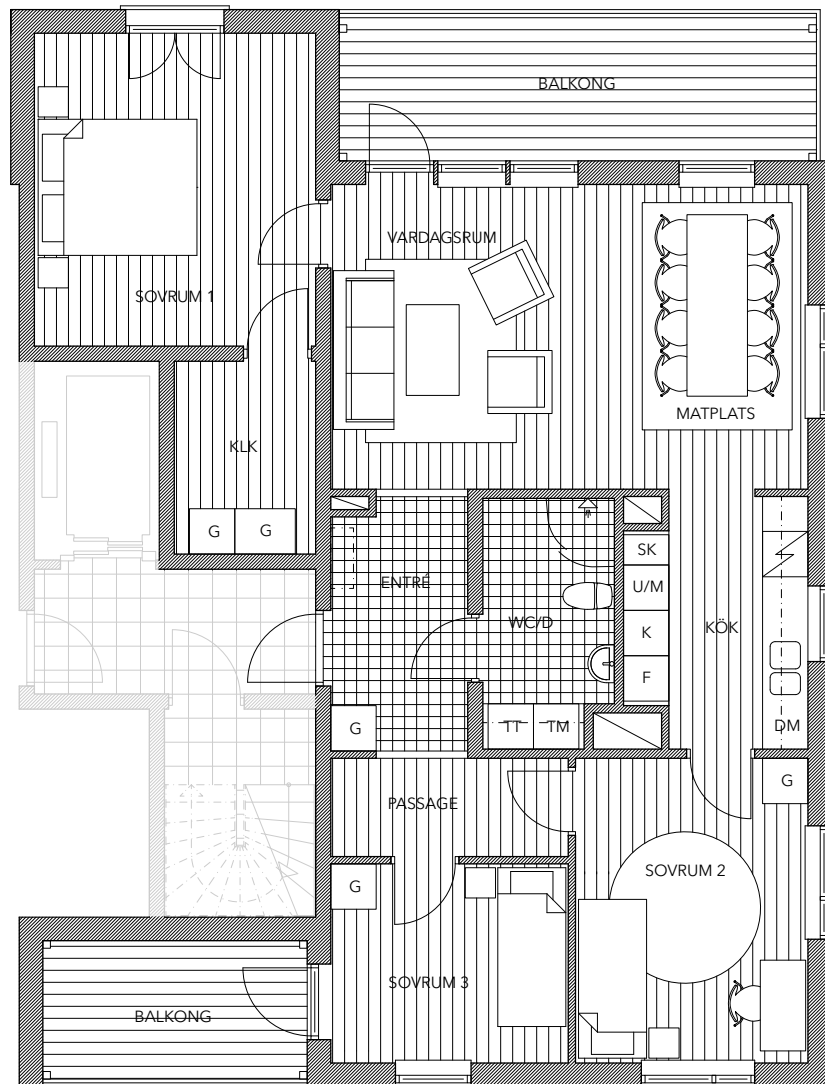 BALKONG
VARDAGSRUM
SOVRUM 1
MATPLATS
KLK
G G
SK
ENTRÉ
U/M
WC/D
KÖK
K
F
G
TT TM
DM
G
PASSAGE
SOVRUM 2
G
SOVRUM 3
BALKONG